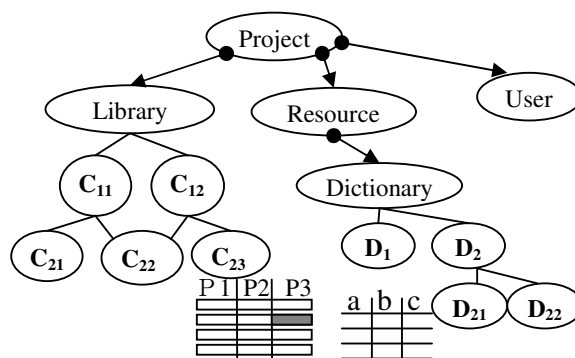 Project
Library
Resource
User
C11
C12
Dictionary
C21
C22
C23
D1
D2
P1 P2 P3
a b c
D21
D22